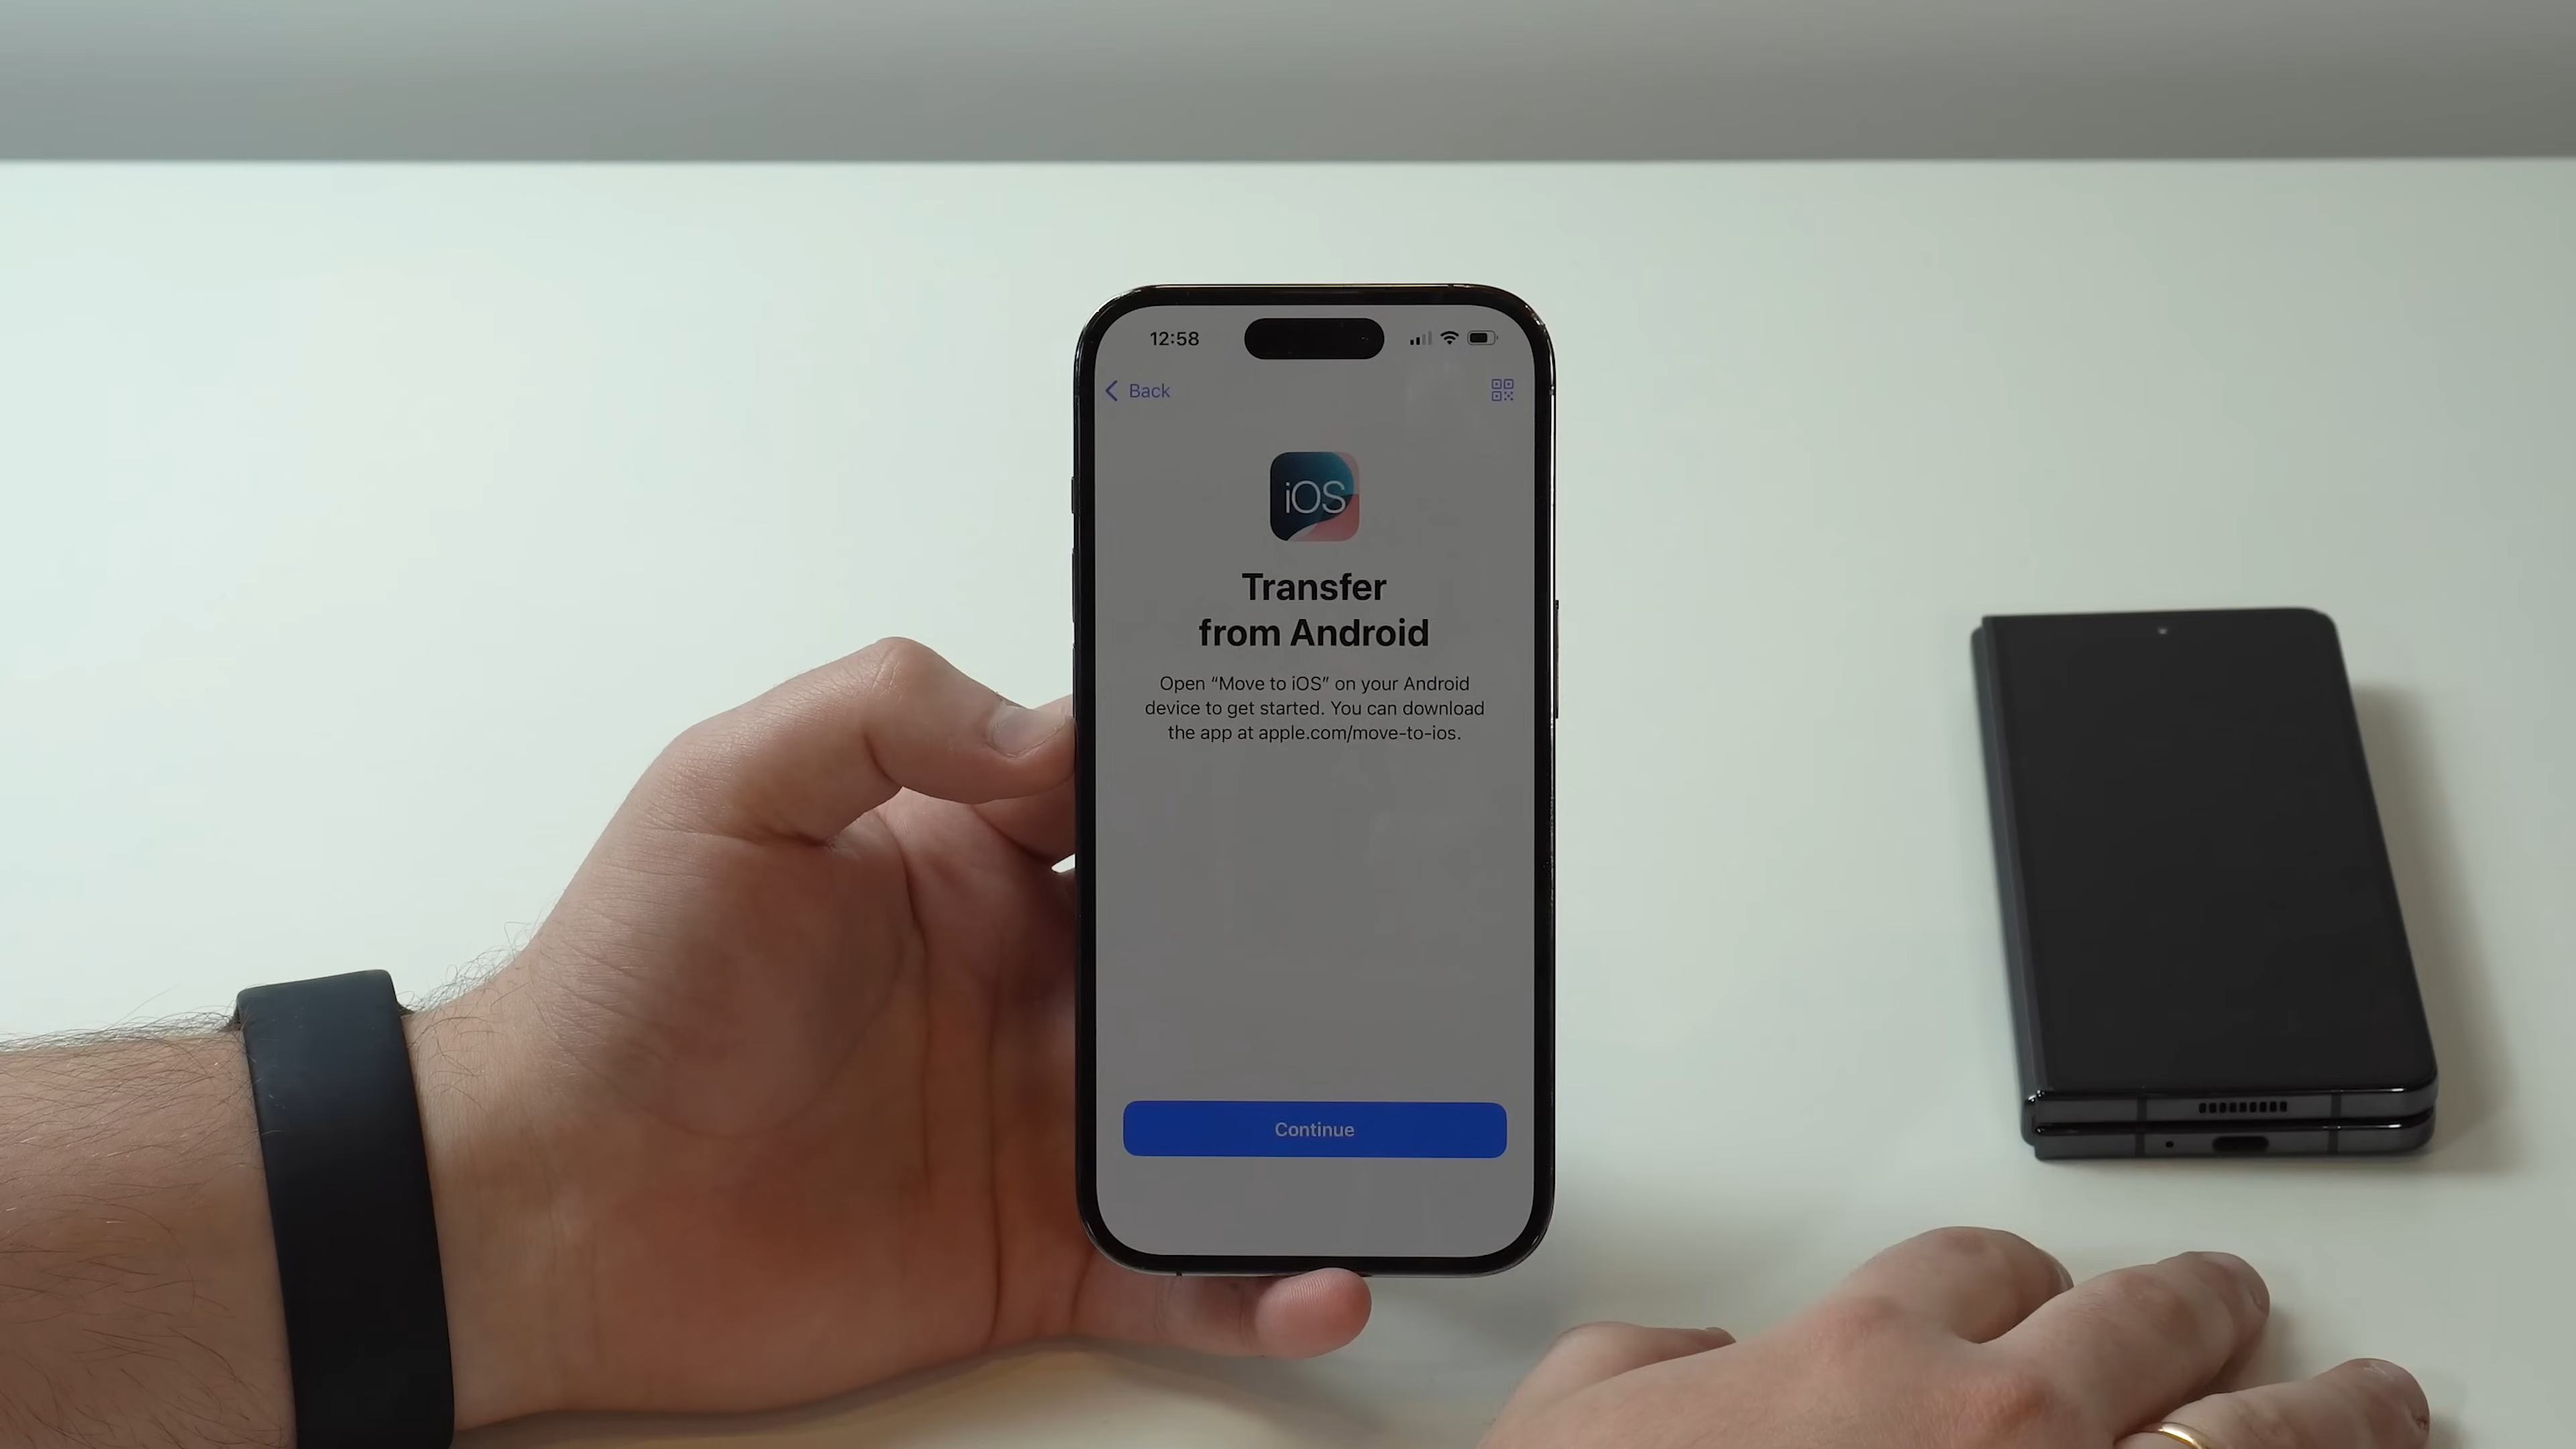 12:58
Back
iOS
Transfer
from Android
Open “Move to iOS” on your Android
device to get started. You can download
the app at apple.com/move-to-ios.
Continue